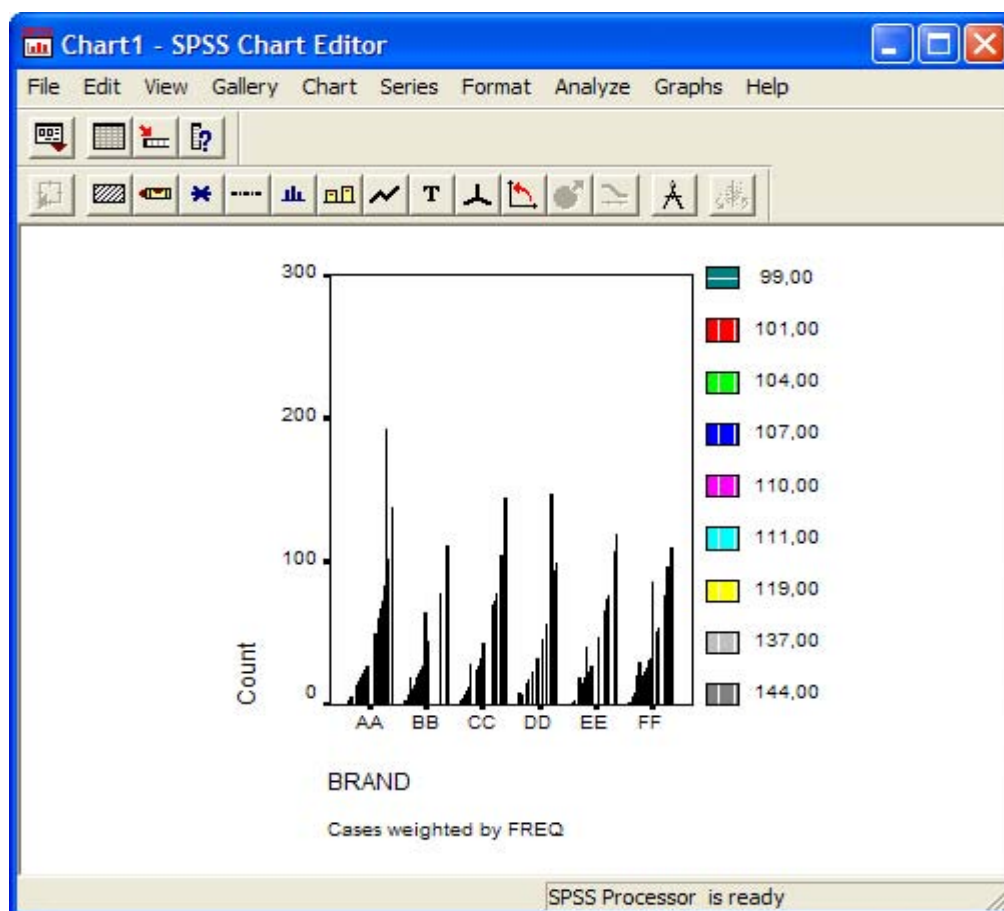 Chart1 - SPSS Chart Editor
File Edit View Gallery Chart Series Format Analyze Graphs Help
T
300
200
100
0
Count
AA BB CC DD EE FF
BRAND
Cases weighted by FREQ
99,00
101,00
104,00
107,00
110,00
111,00
119,00
137,00
144,00
SPSS Processor is ready